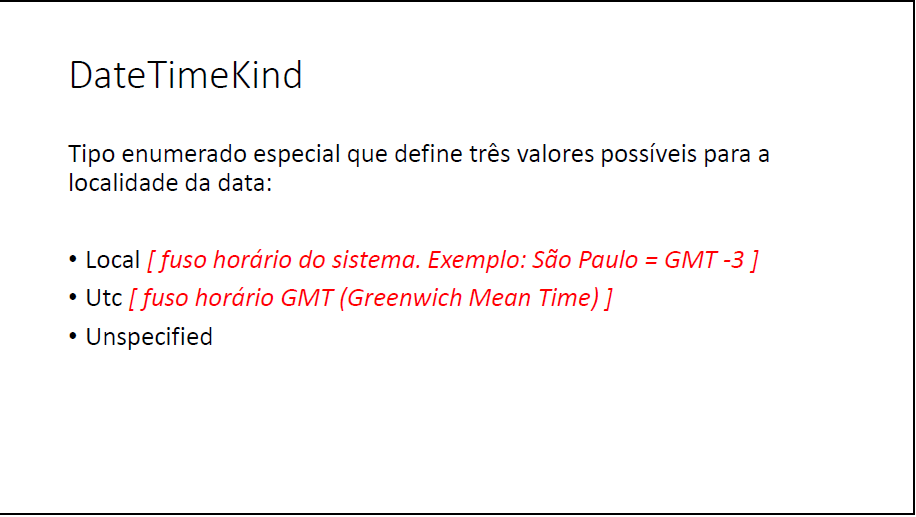 DateTimeKind
Tipo enumerado especial que define três valores possíveis para a
localidade da data:
• Local [ fuso horário do sistema. Exemplo: São Paulo = GMT -3 ]
• Utc [ fuso horário GMT (Greenwich Mean Time) ]
• Unspecified